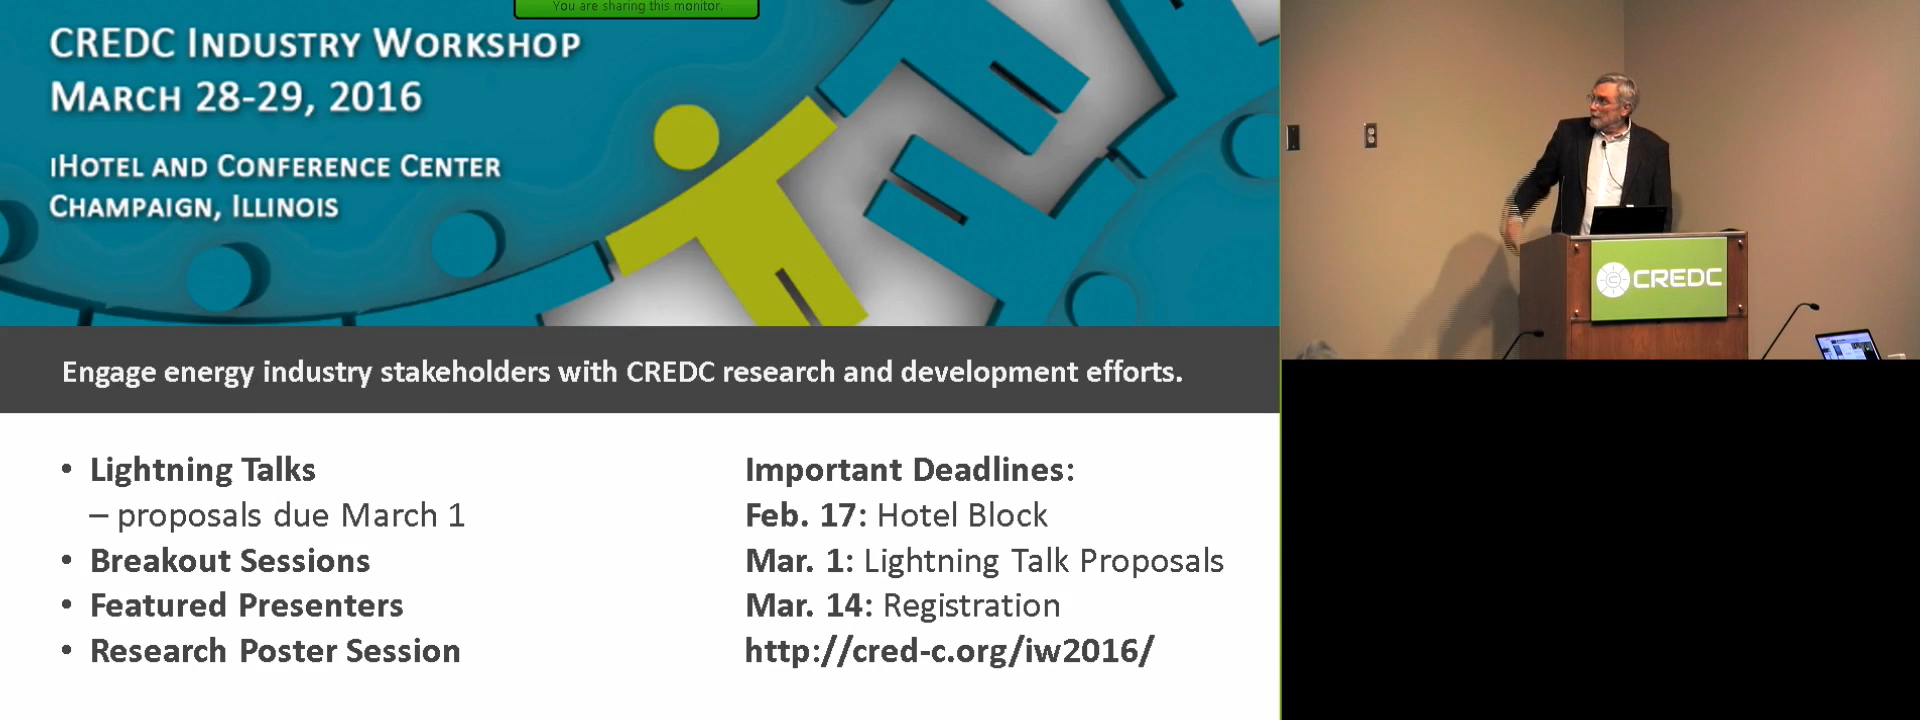 You are sharing this monitor.
CREDC INDUSTRY WORKSHOP
MARCH 28-29, 2016
IHOTEL AND CONFERENCE CENTER
CHAMPAIGN, ILLINOIS
Engage energy industry stakeholders with CREDC research and development efforts.
• Lightning Talks
– proposals due March 1
• Breakout Sessions
• Featured Presenters
• Research Poster Session
Important Deadlines:
Feb. 17: Hotel Block
Mar. 1: Lightning Talk Proposals
Mar. 14: Registration
http://cred-c.org/iw2016/
CREDC